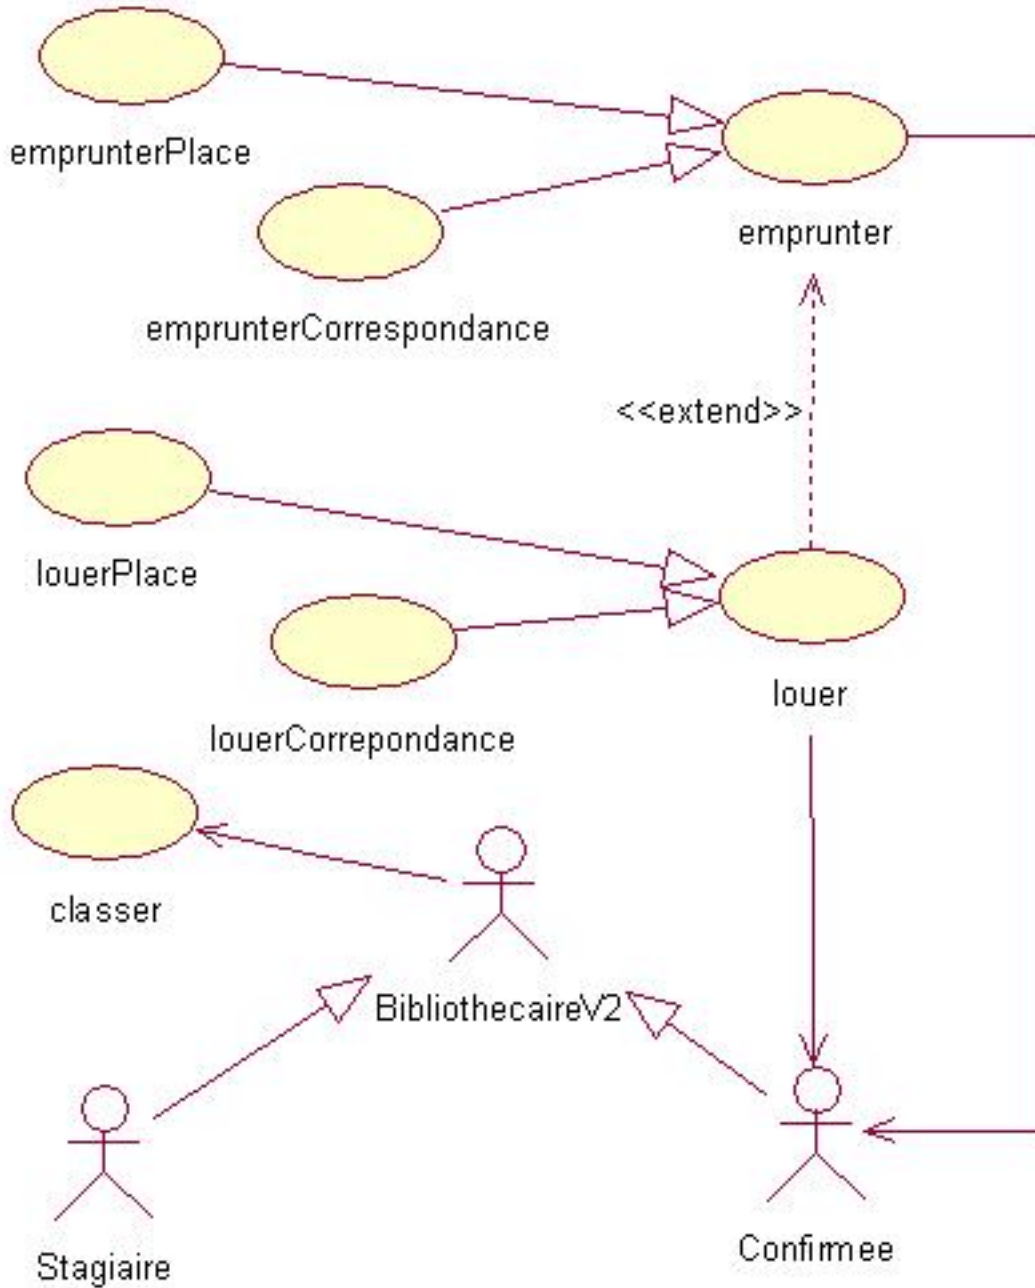 emprunterPlace
emprunter
emprunterCorrespondance
<<extend>>
louerPlace
louer
louerCorrepondance
classer
BibliothecaireV2
Confirmee
Stagiaire